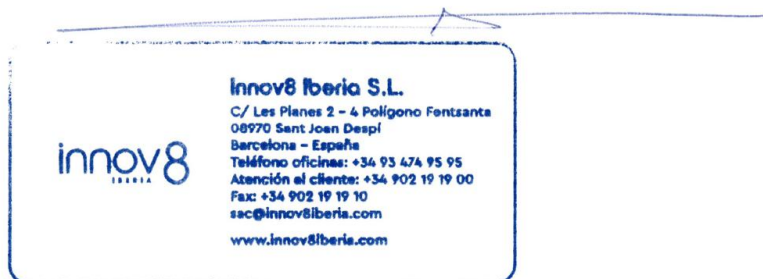 innov8
IBERIA
Innov8 Iberia S.L.
C/ Les Planes 2 - 4 Polígono Fontsanta
08970 Sant Joan Despí
Barcelona - España
Teléfono oficinas: +34 93 474 95 95
Atención al cliente: +34 902 19 19 00
Fax: +34 902 19 19 10
sac@innov8iberia.com
www.innov8iberia.com